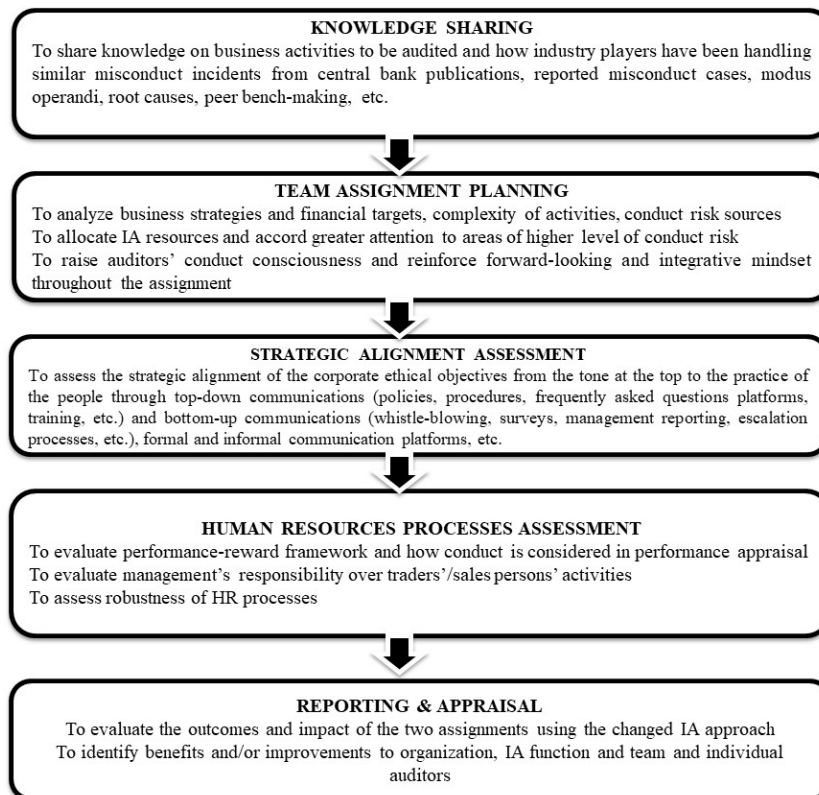 KNOWLEDGE SHARING
To share knowledge on business activities to be audited and how industry players have been handling
similar misconduct incidents from central bank publications, reported misconduct cases, modus
operandi, root causes, peer bench-making, etc.
TEAM ASSIGNMENT PLANNING
To analyze business strategies and financial targets, complexity of activities, conduct risk sources
To allocate IA resources and accord greater attention to areas of higher level of conduct risk
To raise auditors' conduct consciousness and reinforce forward-looking and integrative mindset
throughout the assignment
STRATEGIC ALIGNMENT ASSESSMENT
To assess the strategic alignment of the corporate ethical objectives from the tone at the top to the practice of
the people through top-down communications (policies, procedures, frequently asked questions platforms,
training, etc.) and bottom-up communications (whistle-blowing, surveys, management reporting, escalation
processes, etc.), formal and informal communication platforms, etc.
HUMAN RESOURCES PROCESSES ASSESSMENT
To evaluate performance-reward framework and how conduct is considered in performance appraisal
To evaluate management's responsibility over traders'/sales persons' activities
To assess robustness of HR processes
REPORTING & APPRAISAL
To evaluate the outcomes and impact of the two assignments using the changed IA approach
To identify benefits and/or improvements to organization, IA function and team and individual
auditors